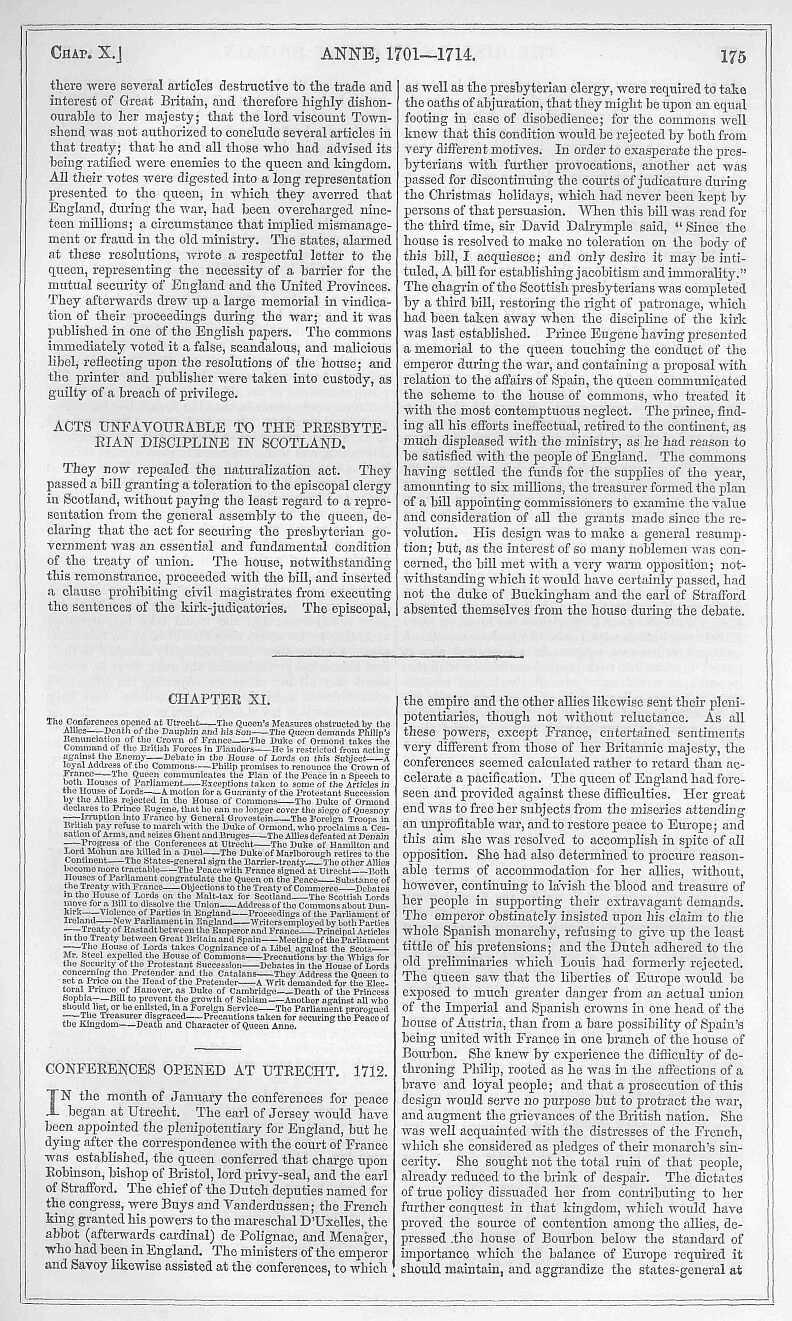 CHAP. X.]
ANNE, 1701—1714.
175
there were several articles destructive to the trade and
interest of Great Britain, and therefore highly dishon-
ourable to her majesty; that the lord viscount Town-
shend was not authorized to conclude several articles in
that treaty; that he and all those who had advised its
being ratified were enemies to the queen and kingdom.
All their votes were digested into a long representation
presented to the queen, in which they averred that
England, during the war, had been overcharged nine-
teen millions; a circumstance that implied mismanage-
ment or fraud in the old ministry. The states, alarmed
at these resolutions, wrote a respectful letter to the
queen, representing the necessity of a barrier for the
mutual security of England and the United Provinces.
They afterwards drew up a large memorial in vindica-
tion of their proceedings during the war; and it was
published in one of the English papers. The commons
immediately voted it a false, scandalous, and malicious
libel, reflecting upon the resolutions of the house; and
the printer and publisher were taken into custody, as
guilty of a breach of privilege.
ACTS UNFAVOURABLE TO THE PRESBYTE-
RIAN DISCIPLINE IN SCOTLAND.
They now repealed the naturalization act. They
passed a bill granting a toleration to the episcopal clergy
in Scotland, without paying the least regard to a repre-
sentation from the general assembly to the queen, de-
claring that the act for securing the presbyterian go-
vernment was an essential and fundamental condition
of the treaty of union. The house, notwithstanding
this remonstrance, proceeded with the bill, and inserted
a clause prohibiting civil magistrates from executing
the sentences of the kirk-judicatories. The episcopal,
as well as the presbyterian clergy, were required to take
the oaths of abjuration, that they might be upon an equal
footing in case of disobedience; for the commons well
knew that this condition would be rejected by both from
very different motives. In order to exasperate the pres-
byterians with further provocations, another act was
passed for discontinuing the courts of judicature during
the Christmas holidays, which had never been kept by
persons of that persuasion. When this bill was read for
the third time, sir David Dalrymple said, “ Since the
house is resolved to make no toleration on the body of
this bill, I acquiesce; and only desire it may be inti-
tuled, A bill for establishing jacobitism and immorality.”
The chagrin of the Scottish presbyterians was completed
by a third bill, restoring the right of patronage, which
had been taken away when the discipline of the kirk
was last established. Prince Eugene having presented
a memorial to the queen touching the conduct of the
emperor during the war, and containing a proposal with
relation to the affairs of Spain, the queen communicated
the scheme to the house of commons, who treated it
with the most contemptuous neglect. The prince, find-
ing all his efforts ineffectual, retired to the continent, as
much displeased with the ministry, as he had reason to
be satisfied with the people of England. The commons
having settled the funds for the supplies of the year,
amounting to six millions, the treasurer formed the plan
of a bill appointing commissioners to examine the value
and consideration of all the grants made since the re-
volution. His design was to make a general resump-
tion; but, as the interest of so many noblemen was con-
cerned, the bill met with a very warm opposition; not-
withstanding which it would have certainly passed, had
not the duke of Buckingham and the earl of Strafford
absented themselves from the house during the debate.
CHAPTER XI.
The Conferences opened at Utrecht——The Queen's Measures obstructed by the
Allies——Death of the Dauphin and his Son——The Queen demands Philip's
Renunciation of the Crown of France——The Duke of Ormond takes the
Command of the British Forces in Flanders——He is restricted from acting
against the Enemy——Debate in the House of Lords on this Subject——A
loyal Address of the Commons——Philip promises to renounce the Crown of
France——The Queen communicates the Plan of the Peace in a Speech to
both Houses of Parliament——Exceptions taken to some of the Articles in
the House of Lords——A motion for a Guaranty of the Protestant Succession
by the Allies rejected in the House of Commons——The Duke of Ormond
declares to Prince Eugene, that he can no longer cover the siege of Quesnoy
——Irruption into France by General Grovestein——The Foreign Troops in
British pay refuse to march with the Duke of Ormond, who proclaims a Ces-
sation of Arms, and seizes Ghent and Bruges——The Allies defeated at Denain
——Progress of the Conferences at Utrecht——The Duke of Hamilton and
Lord Mohun are killed in a Duel——The Duke of Marlborough retires to the
Continent——The States-general sign the Barrier-treaty——The other Allies
become more tractable——The Peace with France signed at Utrecht——Both
Houses of Parliament congratulate the Queen on the Peace——Substance of
the Treaty with France——Objections to the Treaty of Commerce——Debates
in the House of Lords on the Malt-tax for Scotland——The Scottish Lords
move for a Bill to dissolve the Union——Address of the Commons about Dun-
kirk——Violence of Parties in England——Proceedings of the Parliament of
Ireland——New Parliament in England——Writers employed by both Parties
——Treaty of Rastadt between the Emperor and France——Principal Articles
in the Treaty between Great Britain and Spain——Meeting of the Parliament
——The House of Lords takes Cognizance of a Libel against the Scots——
Mr. Steel expelled the House of Commons——Precautions by the Whigs for
the Security of the Protestant Succession——Debates in the House of Lords
concerning the Pretender and the Catalans——They Address the Queen to
set a Price on the Head of the Pretender——A Writ demanded for the Elec-
toral Prince of Hanover, as Duke of Cambridge——Death of the Princess
Sophia——Bill to prevent the growth of Schism——Another against all who
should list, or be enlisted, in a Foreign Service——The Parliament prorogued
——The Treasurer disgraced——Precautions taken for securing the Peace of
the Kingdom——Death and Character of Queen Anne.
CONFERENCES OPENED AT UTRECHT. 1712.
IN the month of January the conferences for peace
began at Utrecht. The earl of Jersey would have
been appointed the plenipotentiary for England, but he
dying after the correspondence with the court of France
was established, the queen conferred that charge upon
Robinson, bishop of Bristol, lord privy-seal, and the earl
of Strafford. The chief of the Dutch deputies named for
the congress, were Buys and Vanderdussen; the French
king granted his powers to the mareschal D'Uxelles, the
abbot (afterwards cardinal) de Polignac, and Menager,
who had been in England. The ministers of the emperor
and Savoy likewise assisted at the conferences, to which
the empire and the other allies likewise sent their pleni-
potentiaries, though not without reluctance. As all
these powers, except France, entertained sentiments
very different from those of her Britannic majesty, the
conferences seemed calculated rather to retard than ac-
celerate a pacification. The queen of England had fore-
seen and provided against these difficulties. Her great
end was to free her subjects from the miseries attending
an unprofitable war, and to restore peace to Europe; and
this aim she was resolved to accomplish in spite of all
opposition. She had also determined to procure reason-
able terms of accommodation for her allies, without,
however, continuing to lavish the blood and treasure of
her people in supporting their extravagant demands.
The emperor obstinately insisted upon his claim to the
whole Spanish monarchy, refusing to give up the least
tittle of his pretensions; and the Dutch adhered to the
old preliminaries which Louis had formerly rejected.
The queen saw that the liberties of Europe would be
exposed to much greater danger from an actual union
of the Imperial and Spanish crowns in one head of the
house of Austria, than from a bare possibility of Spain's
being united with France in one branch of the house of
Bourbon. She knew by experience the difficulty of de-
throning Philip, rooted as he was in the affections of a
brave and loyal people; and that a prosecution of this
design would serve no purpose but to protract the war,
and augment the grievances of the British nation. She
was well acquainted with the distresses of the French,
which she considered as pledges of their monarch's sin-
cerity. She sought not the total ruin of that people,
already reduced to the brink of despair. The dictates
of true policy dissuaded her from contributing to her
further conquest in that kingdom, which would have
proved the source of contention among the allies, de-
pressed .the house of Bourbon below the standard of
importance which the balance of Europe required it
should maintain, and aggrandize the states-general at